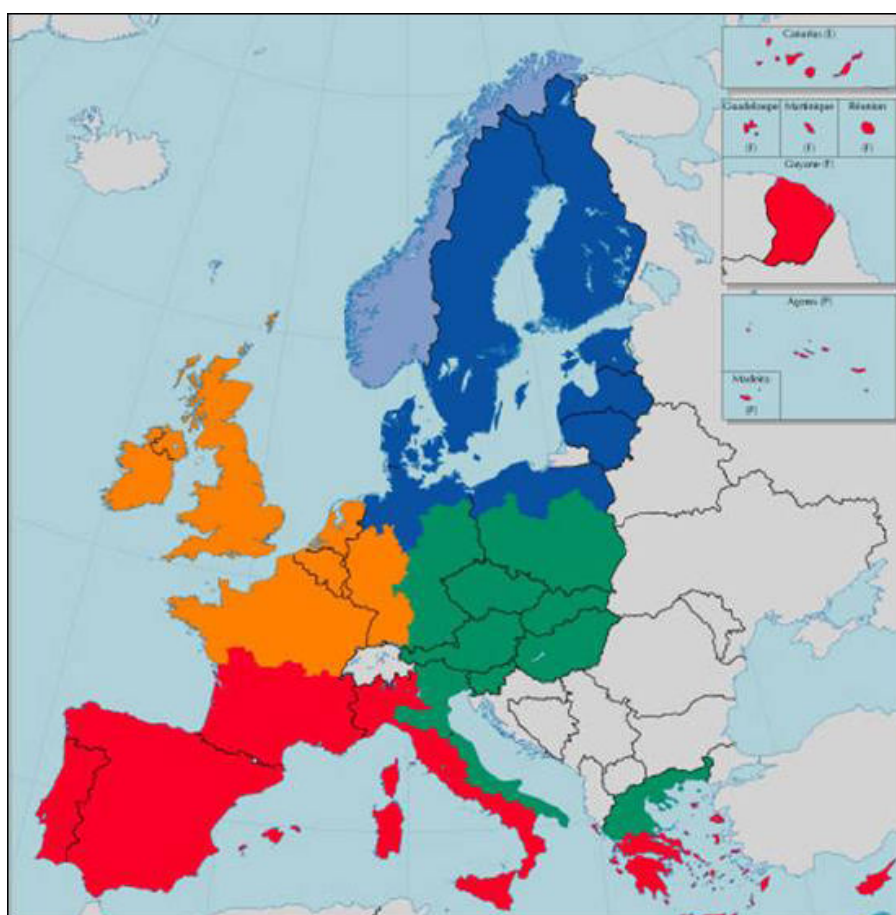 Canarias (E)
Guadeloupe
Martinique
Réunion
(F)
(F)
(F)
Guyane (F)
Açores (P)
Madeira
(P)